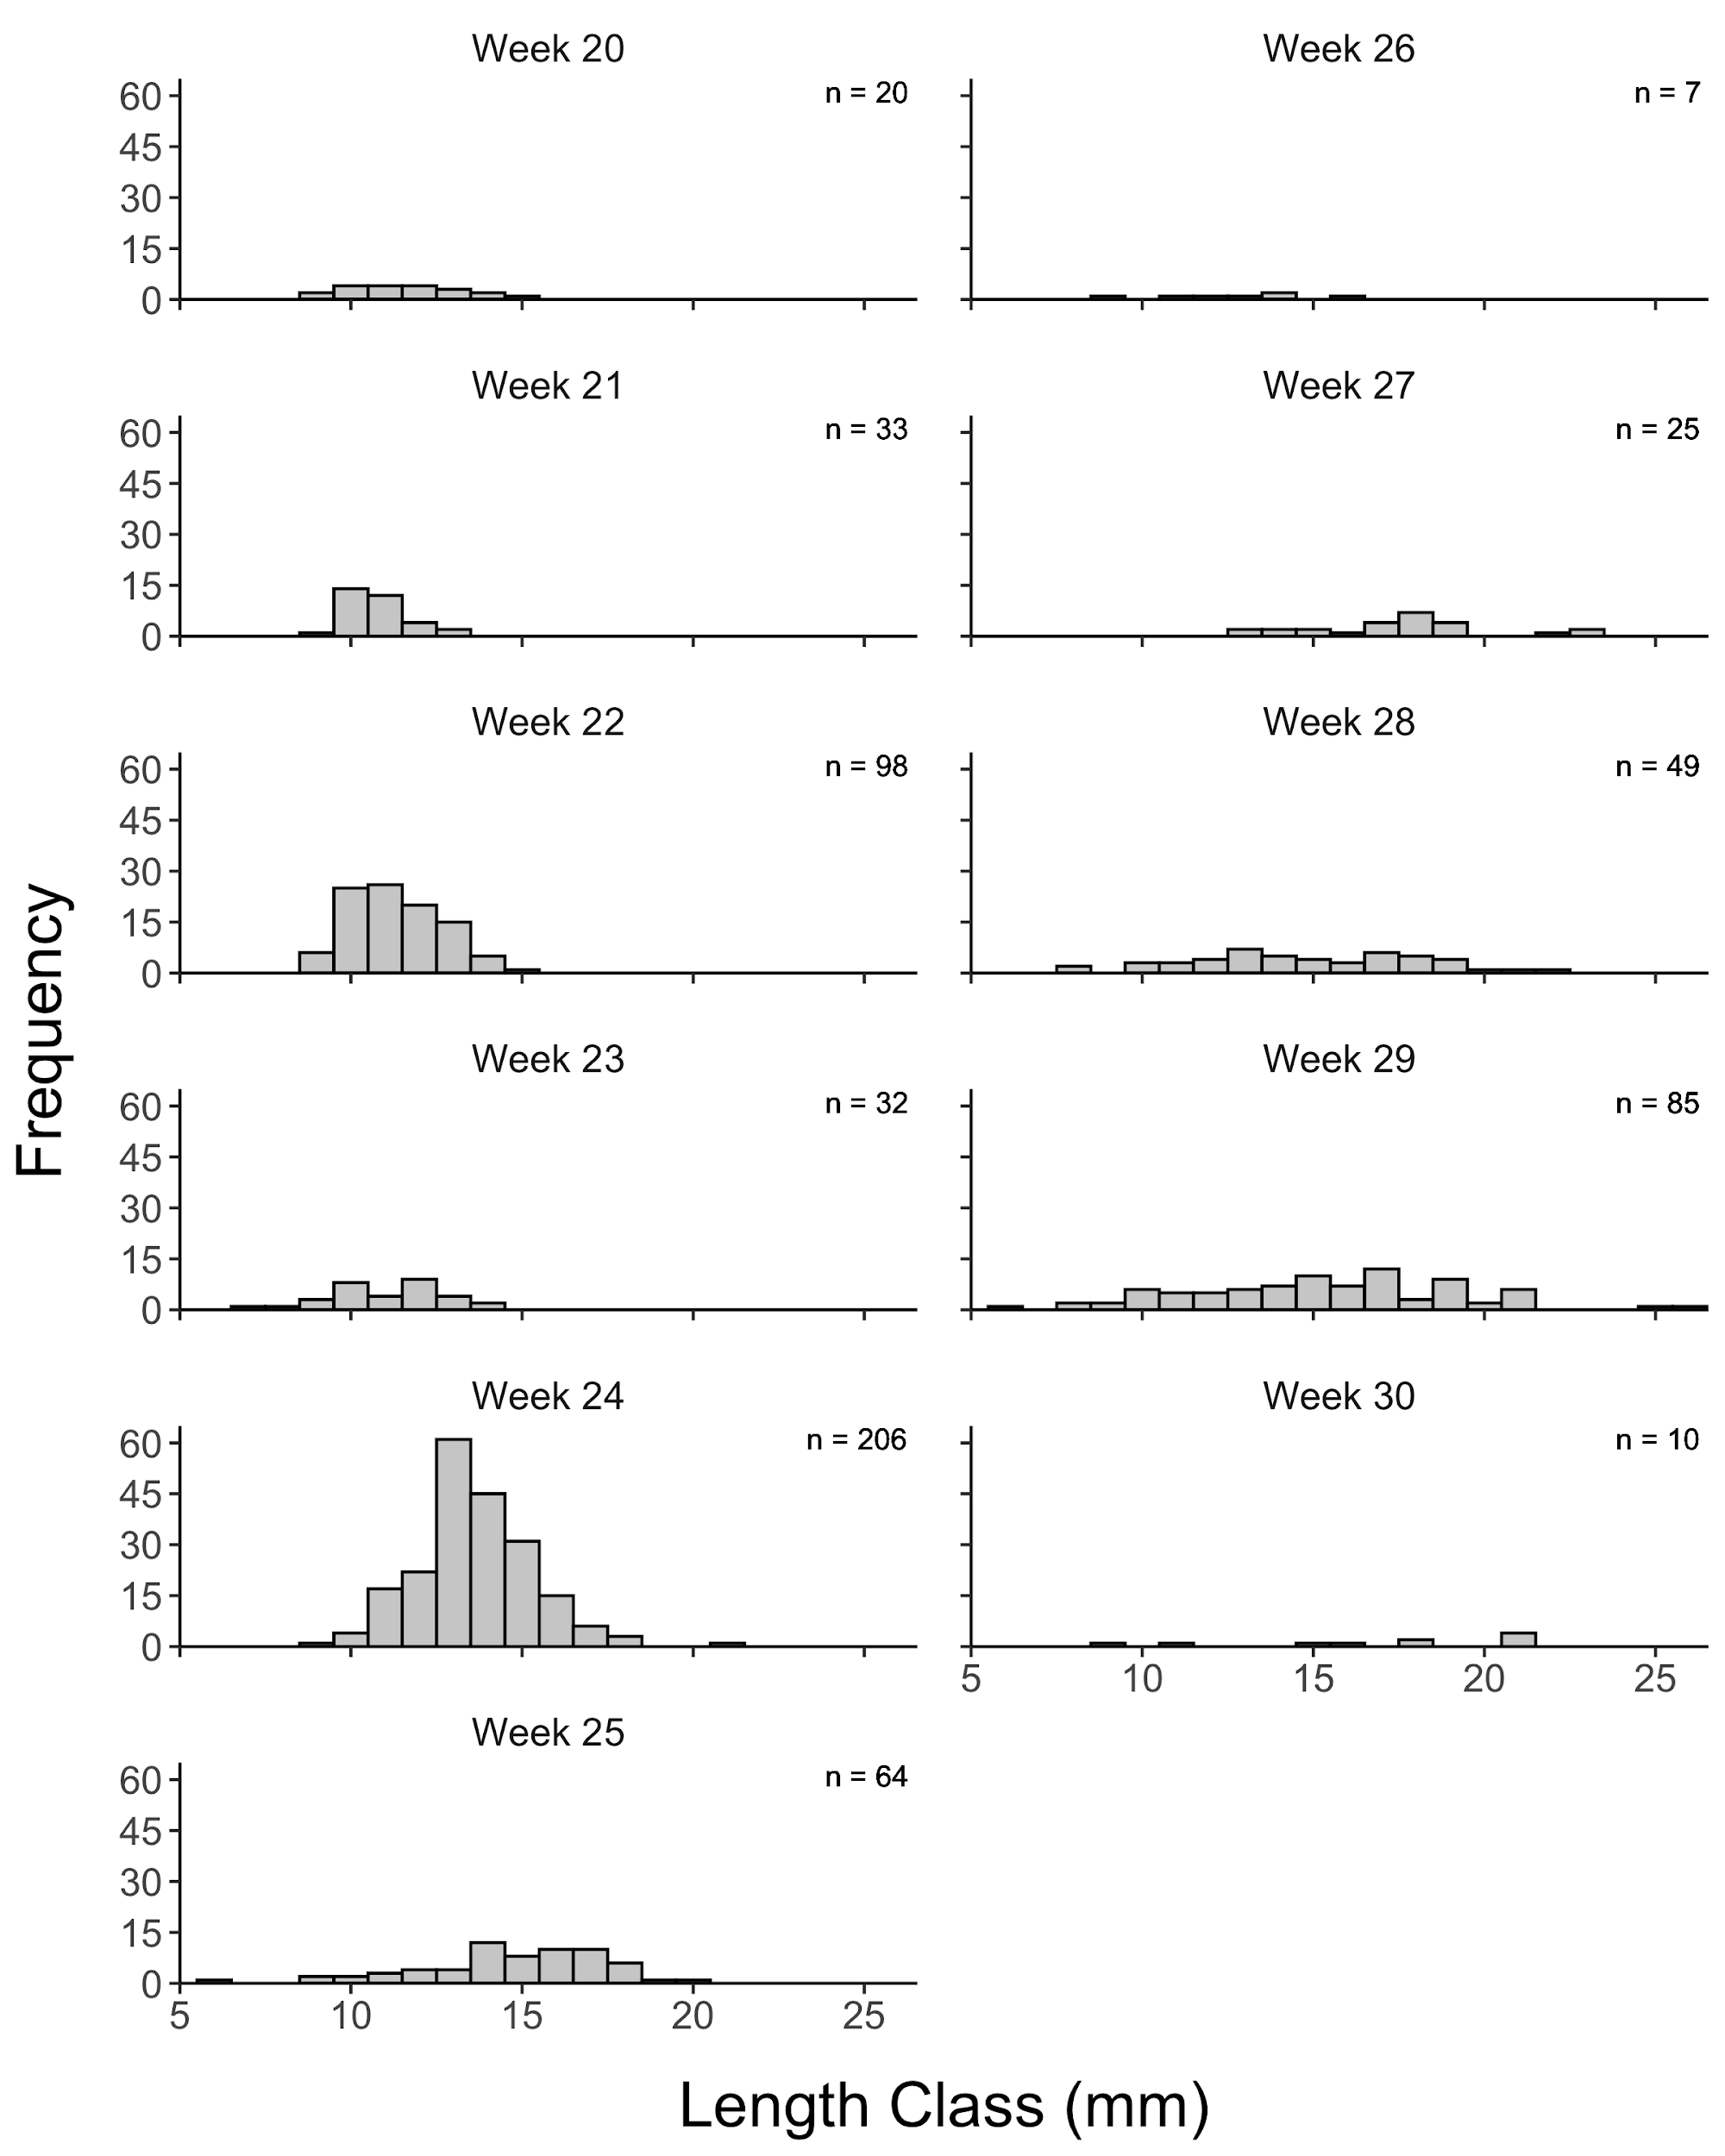 Week 20
n = 20
60
45
30
15
0
Week 26
n = 7
Week 21
n = 33
60
45
30
15
0
Week 27
n = 25
Week 22
n = 98
60
45
30
15
0
Week 28
n = 49
Week 23
n = 32
60
45
30
15
0
Week 29
n = 85
Week 24
n = 206
60
45
30
15
0
Week 30
n = 10
5 10 15 20 25
Week 25
n = 64
60
45
30
15
0
5 10 15 20 25
Frequency
Length Class (mm)